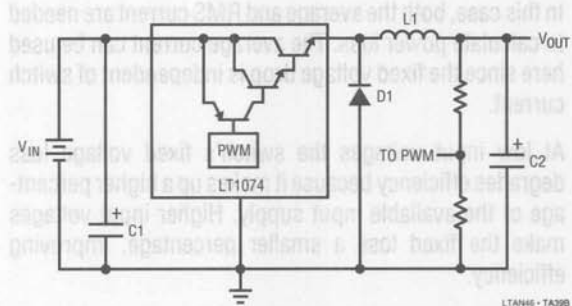 In this case, both the average and RMS current are needed
calculate power loss. The average current can be used
here since the fixed voltage drop is independent of switch
current.
At low input voltages the switch's fixed voltage loss
degrades efficiency because it makes up a higher percent-
age of the available input supply. Higher input voltages
make the fixed loss a smaller percentage, improving
efficiency.
L1
VOUT
D1
VIN
PWM
LT1074
TO PWM
+
C2
C1
LTAN46 • TA39B